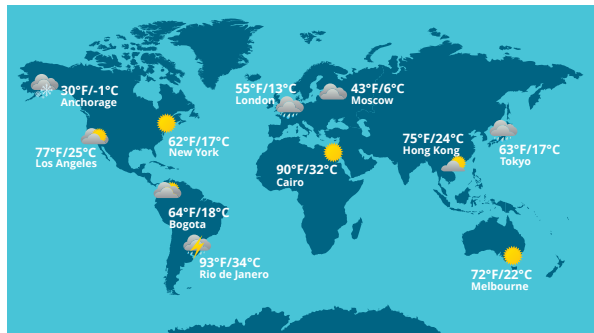 30°F/-1°C
Anchorage
55°F/13°C
London
43°F/6°C
Moscow
77°F/25°C
Los Angeles
62°F/17°C
New York
75°F/24°C
Hong Kong
63°F/17°C
Tokyo
90°F/32°C
Cairo
64°F/18°C
Bogota
93°F/34°C
Rio de Janero
72°F/22°C
Melbourne